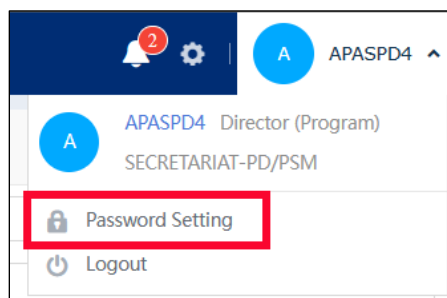 2
A APASPD4
A
APASPD4 Director (Program)
SECRETARIAT-PD/PSM
Password Setting
Logout